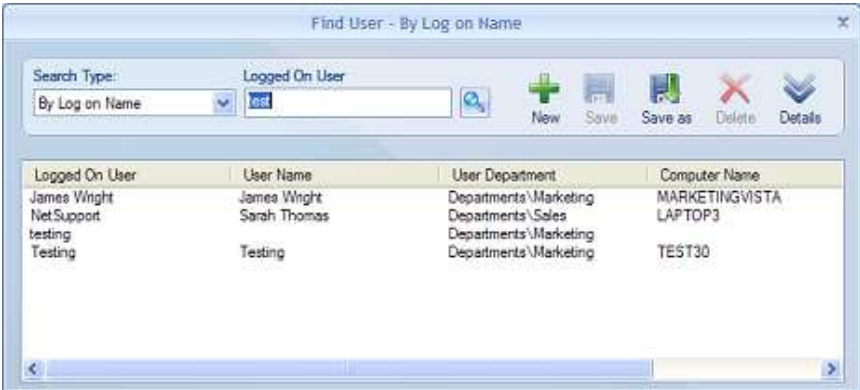 Find User - By Log on Name
Search Type: Logged On User
By Log on Name test
New Save Save as Delete Details
Logged On User User Name User Department Computer Name
James Wright James Wright Departments\Marketing MARKETINGVISTA
NetSupport Sarah Thomas Departments\Sales LAPTOP3
testing Departments\Marketing
Testing Testing Departments\Marketing TEST30